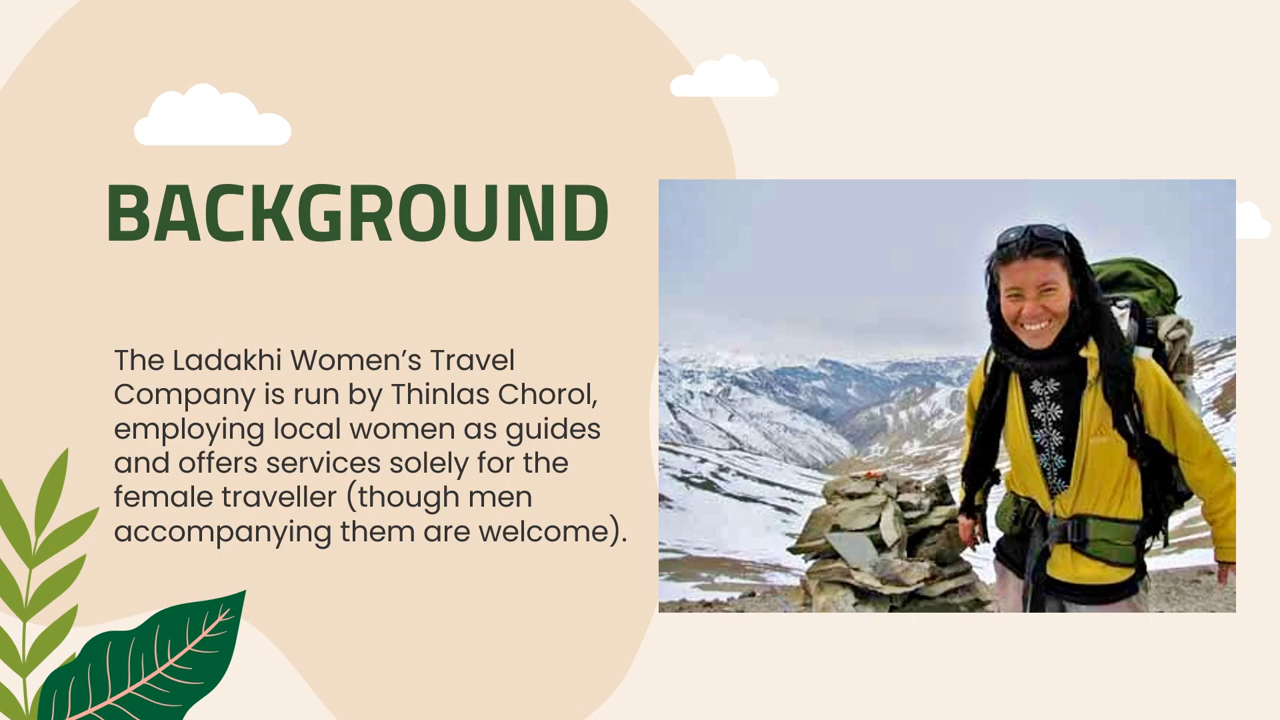 BACKGROUND
The Ladakhi Women’s Travel
Company is run by Thinlas Chorol,
employing local women as guides
and offers services solely for the
female traveller (though men
accompanying them are welcome).